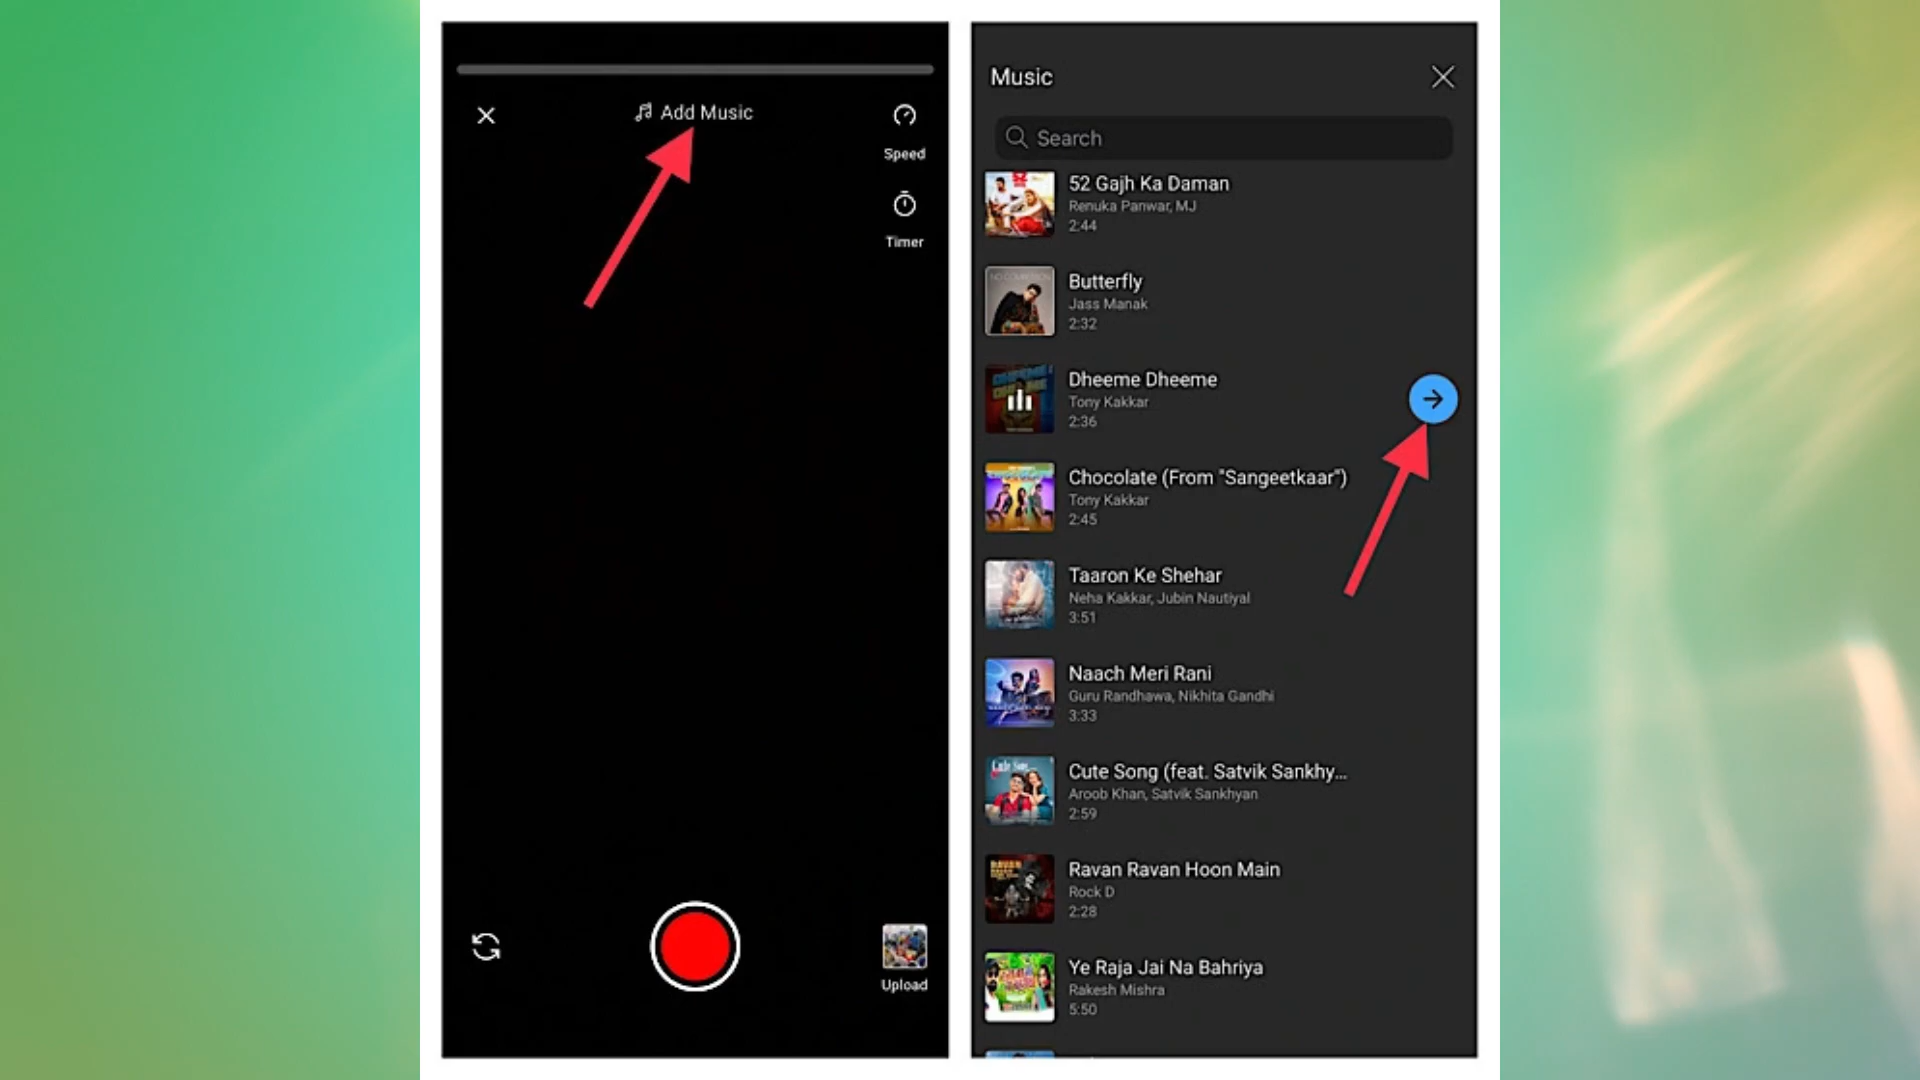 Add Music
Speed
Timer
Upload
Music
Search
52 Gajh Ka Daman
Renuka Panwar, MJ
2:44
Butterfly
Jass Manak
2:32
Dheeme Dheeme
Tony Kakkar
2:36
Chocolate (From "Sangeetkaar")
Tony Kakkar
2:45
Taaron Ke Shehar
Neha Kakkar, Jubin Nautiyal
3:51
Naach Meri Rani
Guru Randhawa, Nikhita Gandhi
3:33
Cute Song (feat. Satvik Sankhy...
Aroob Khan, Satvik Sankhyan
2:59
Ravan Ravan Hoon Main
Rock D
2:28
Ye Raja Jai Na Bahriya
Rakesh Mishra
5:50